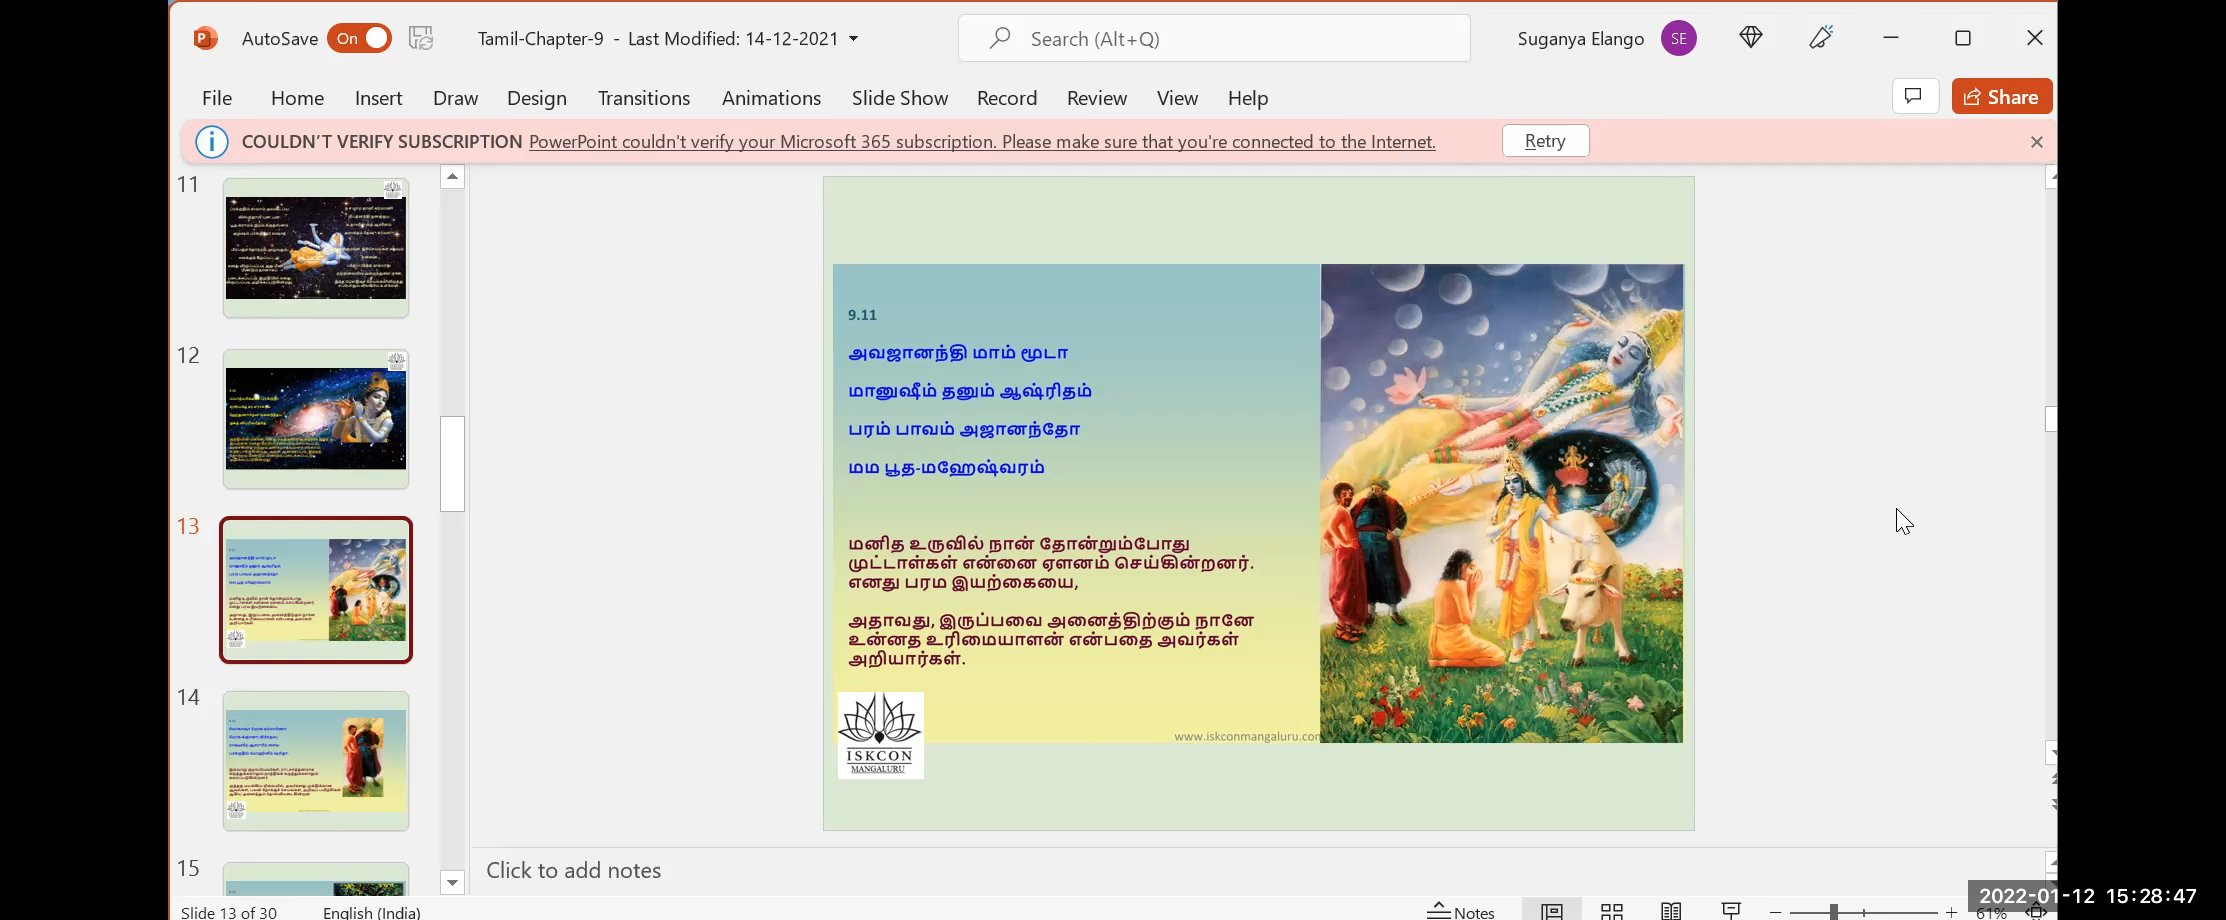 AutoSave On Tamil-Chapter-9 - Last Modified: 14-12-2021 Search (Alt+Q) Suganya Elango SE
File Home Insert Draw Design Transitions Animations Slide Show Record Review View Help Share
COULDN'T VERIFY SUBSCRIPTION PowerPoint couldn't verify your Microsoft 365 subscription. Please make sure that you're connected to the Internet. Retry
11
12
13
14
15
9.11
அவஜானந்தி மாம் மூடா
மானுஷீம் தனும் ஆஷ்ரிதம்
பரம் பாவம் அஜானந்தோ
மம பூத-மஹேஷ்வரம்
மனித உருவில் நான் தோன்றும்போது
முட்டாள்கள் என்னை ஏளனம் செய்கின்றனர்.
எனது பரம இயற்கையை,
அதாவது, இருப்பவை அனைத்திற்கும் நானே
உன்னத உரிமையாளன் என்பதை அவர்கள்
அறியார்கள்.
www.iskconmangaluru.com
ISKCON
MANGALURU
Click to add notes
2022-01-12 15:28:47
Slide 13 of 30 English (India) Notes 61%